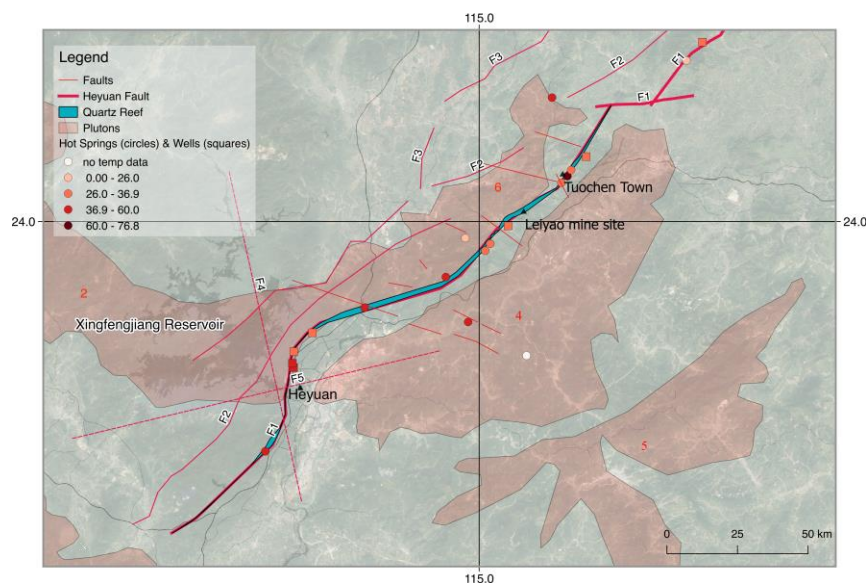 115.0
Legend
Faults
Heyuan Fault
Quartz Reef
Plutons
Hot Springs (circles) & Wells (squares)
no temp data
0.00 - 26.0
26.0 - 36.9
36.9 - 60.0
60.0 - 76.8
F3
F2
F1
F1
F3
F2
6
Tuochen Town
24.0
24.0
Leiyao mine site
F4
2
Xingfengjiang Reservoir
4
F5
Heyuan
F2
F1
5
0 25 50 km
115.0